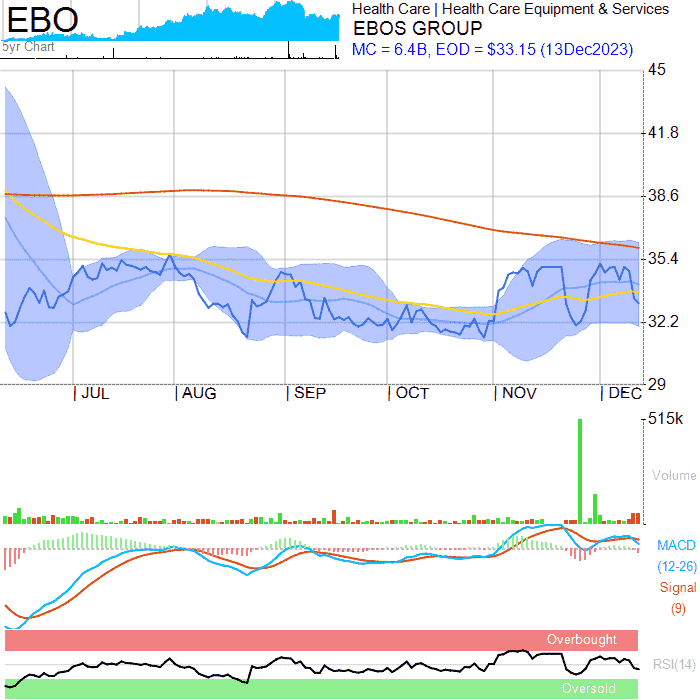 EBO
5yr Chart
Health Care | Health Care Equipment & Services
EBOS GROUP
MC = 6.4B, EOD = $33.15 (13Dec2023)
45
41.8
38.6
35.4
32.2
29
| JUL | AUG | SEP | OCT | NOV | DEC
515k
Volume
MACD
(12-26)
Signal
(9)
Overbought
RSI(14)
Oversold